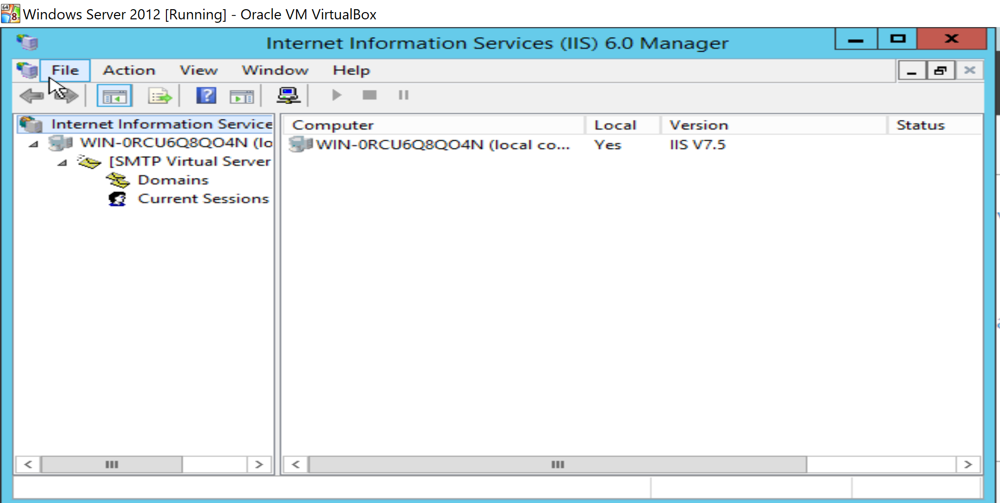 Windows Server 2012 [Running] - Oracle VM VirtualBox
Internet Information Services (IIS) 6.0 Manager
File Action View Window Help
Internet Information Service
WIN-0RCU6Q8QO4N (lo
[SMTP Virtual Server
Domains
Current Sessions
Computer Local Version Status
WIN-0RCU6Q8QO4N (local co... Yes IIS V7.5